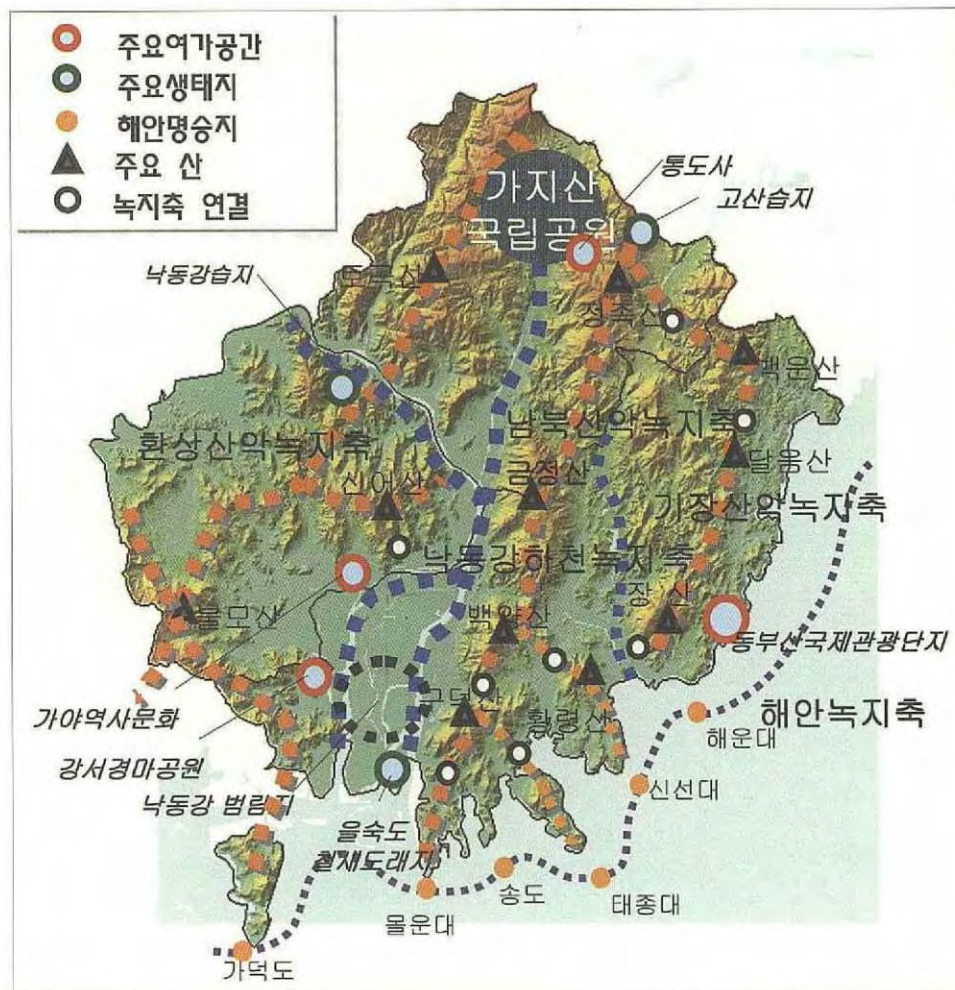 주요여가공간
주요생태지
해안명승지
주요 산
녹지축 연결
가지산
국립공원
통도사
고산습지
낙동강습지
정족산
백운산
남북산악녹지축
환상산악녹지축
신어산
금정산
달음산
기장산악녹지축
낙동강하천녹지축
불모산
백양산
장 산
동부산국제관광단지
가야역사문화
구덕산
황령산
해안녹지축
강서경마공원
해운대
낙동강 범람지
신선대
을숙도
철새도래지
송도
태종대
몰운대
가덕도